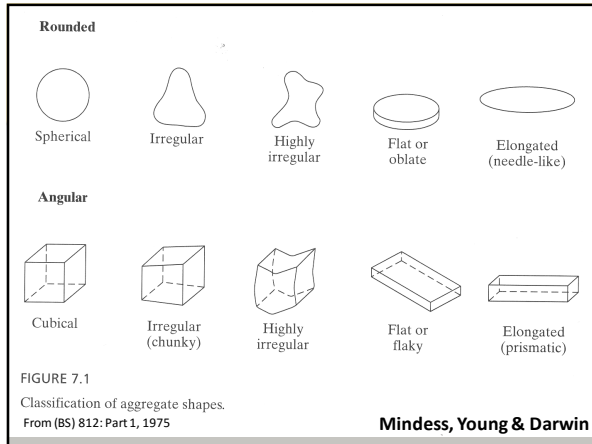 Rounded
Spherical
Irregular
Highly
irregular
Flat or
oblate
Elongated
(needle-like)
Angular
Cubical
Irregular
(chunky)
Highly
irregular
Flat or
flaky
Elongated
(prismatic)
FIGURE 7.1
Classification of aggregate shapes.
From (BS) 812: Part 1, 1975
Mindess, Young & Darwin